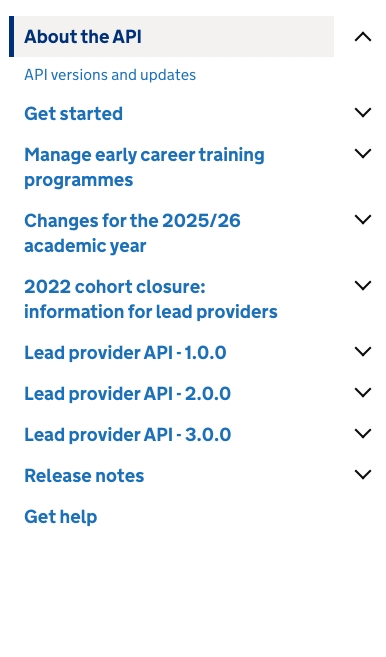 About the API
API versions and updates
Get started
Manage early career training
programmes
Changes for the 2025/26
academic year
2022 cohort closure:
information for lead providers
Lead provider API - 1.0.0
Lead provider API - 2.0.0
Lead provider API - 3.0.0
Release notes
Get help